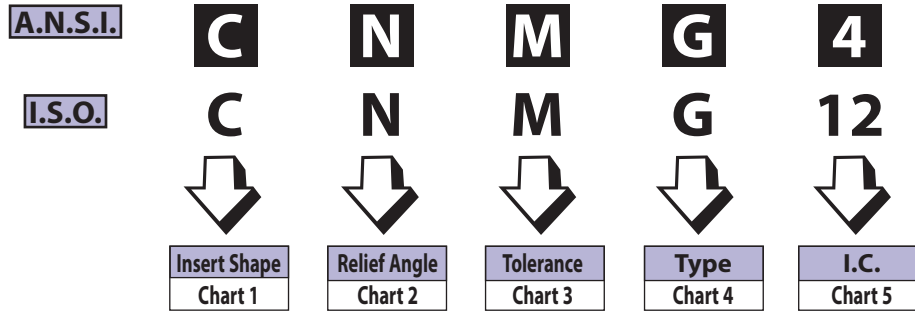 A.N.S.I. C N M G 4
I.S.O. C N M G 12
Insert Shape Relief Angle Tolerance Type I.C.
Chart 1 Chart 2 Chart 3 Chart 4 Chart 5